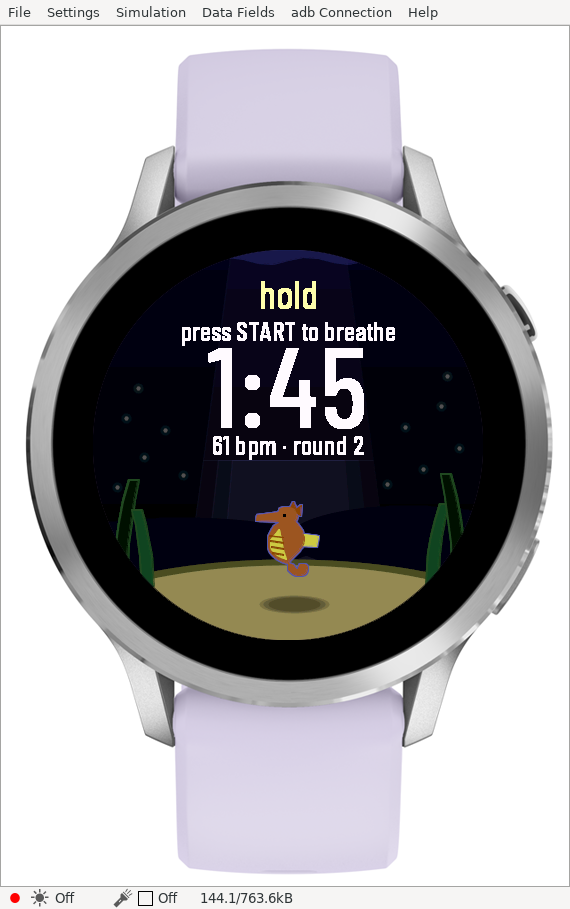 File Settings Simulation Data Fields adb Connection Help
hold
press START to breathe
1:45
61 bpm · round 2
Off Off 144.1/763.6kB